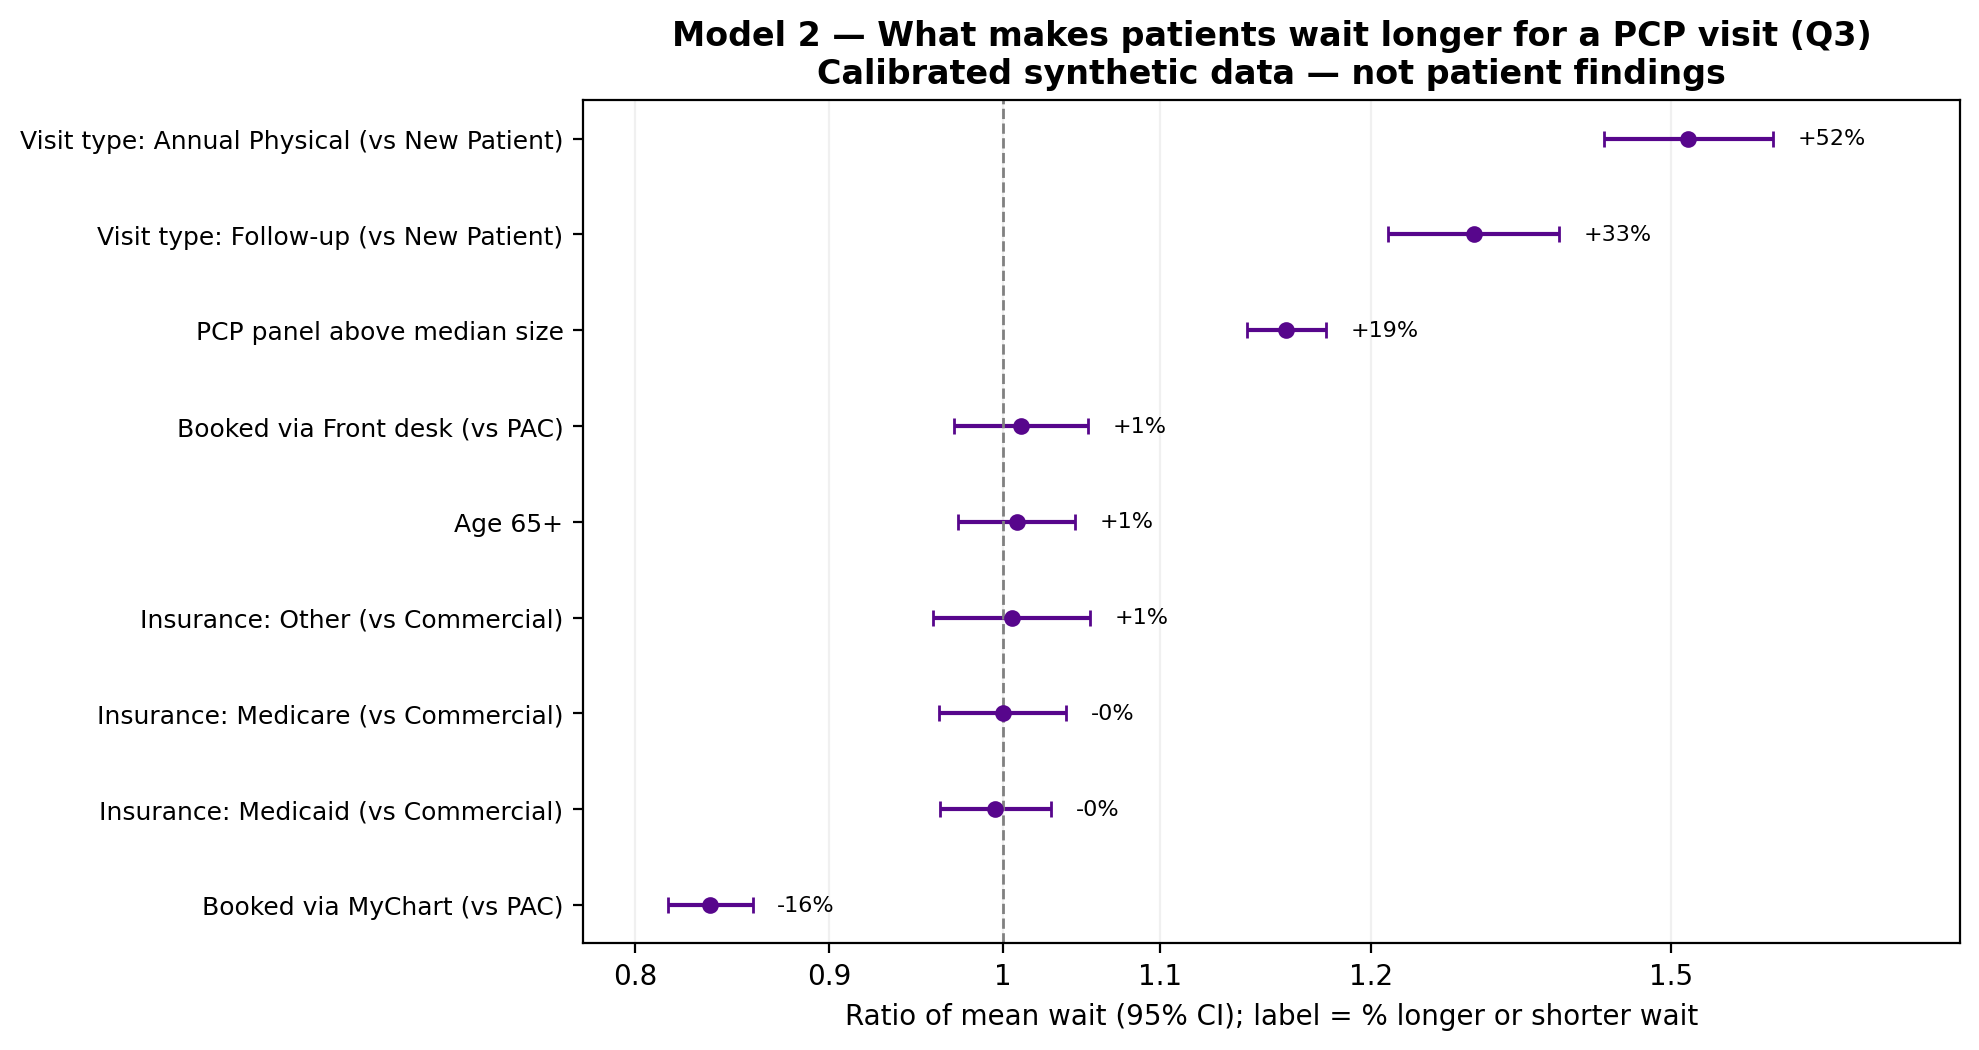 Model 2 — What makes patients wait longer for a PCP visit (Q3)
Calibrated synthetic data — not patient findings
Visit type: Annual Physical (vs New Patient)
+52%
Visit type: Follow-up (vs New Patient)
+33%
PCP panel above median size
+19%
Booked via Front desk (vs PAC)
+1%
Age 65+
+1%
Insurance: Other (vs Commercial)
+1%
Insurance: Medicare (vs Commercial)
-0%
Insurance: Medicaid (vs Commercial)
-0%
Booked via MyChart (vs PAC)
-16%
0.8 0.9 1 1.1 1.2 1.5
Ratio of mean wait (95% CI); label = % longer or shorter wait